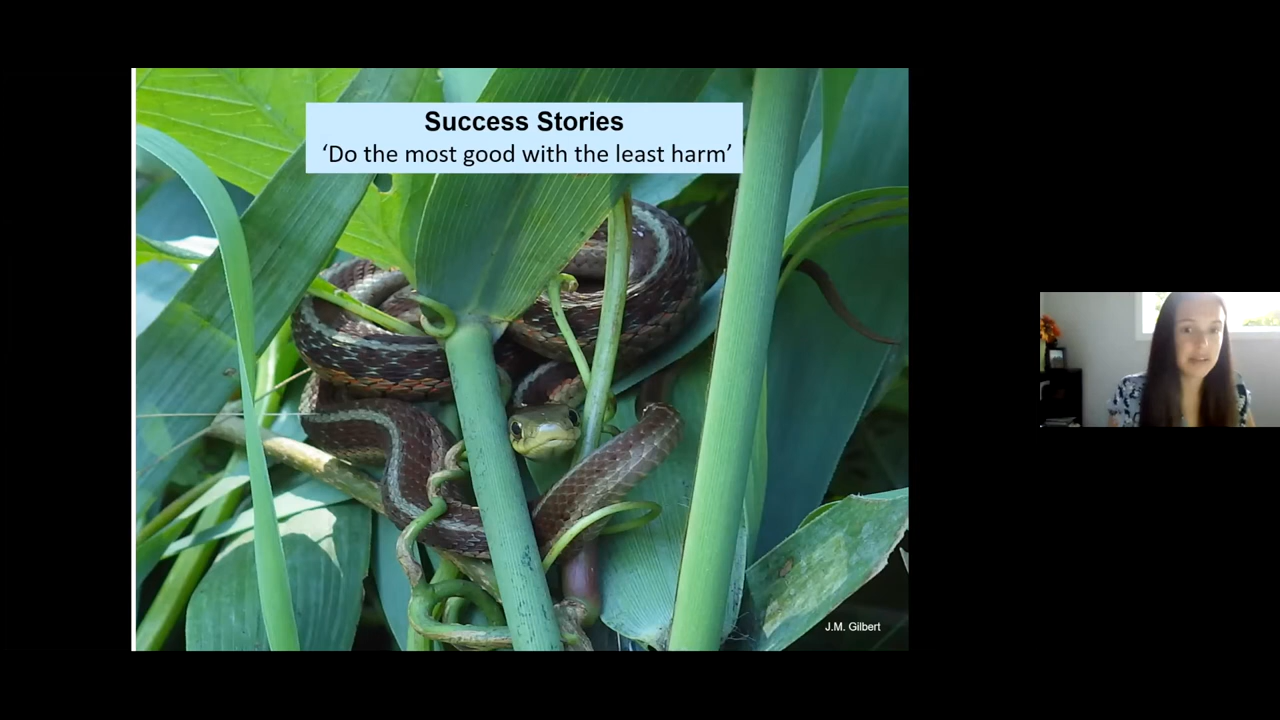 Success Stories
‘Do the most good with the least harm’
J.M. Gilbert